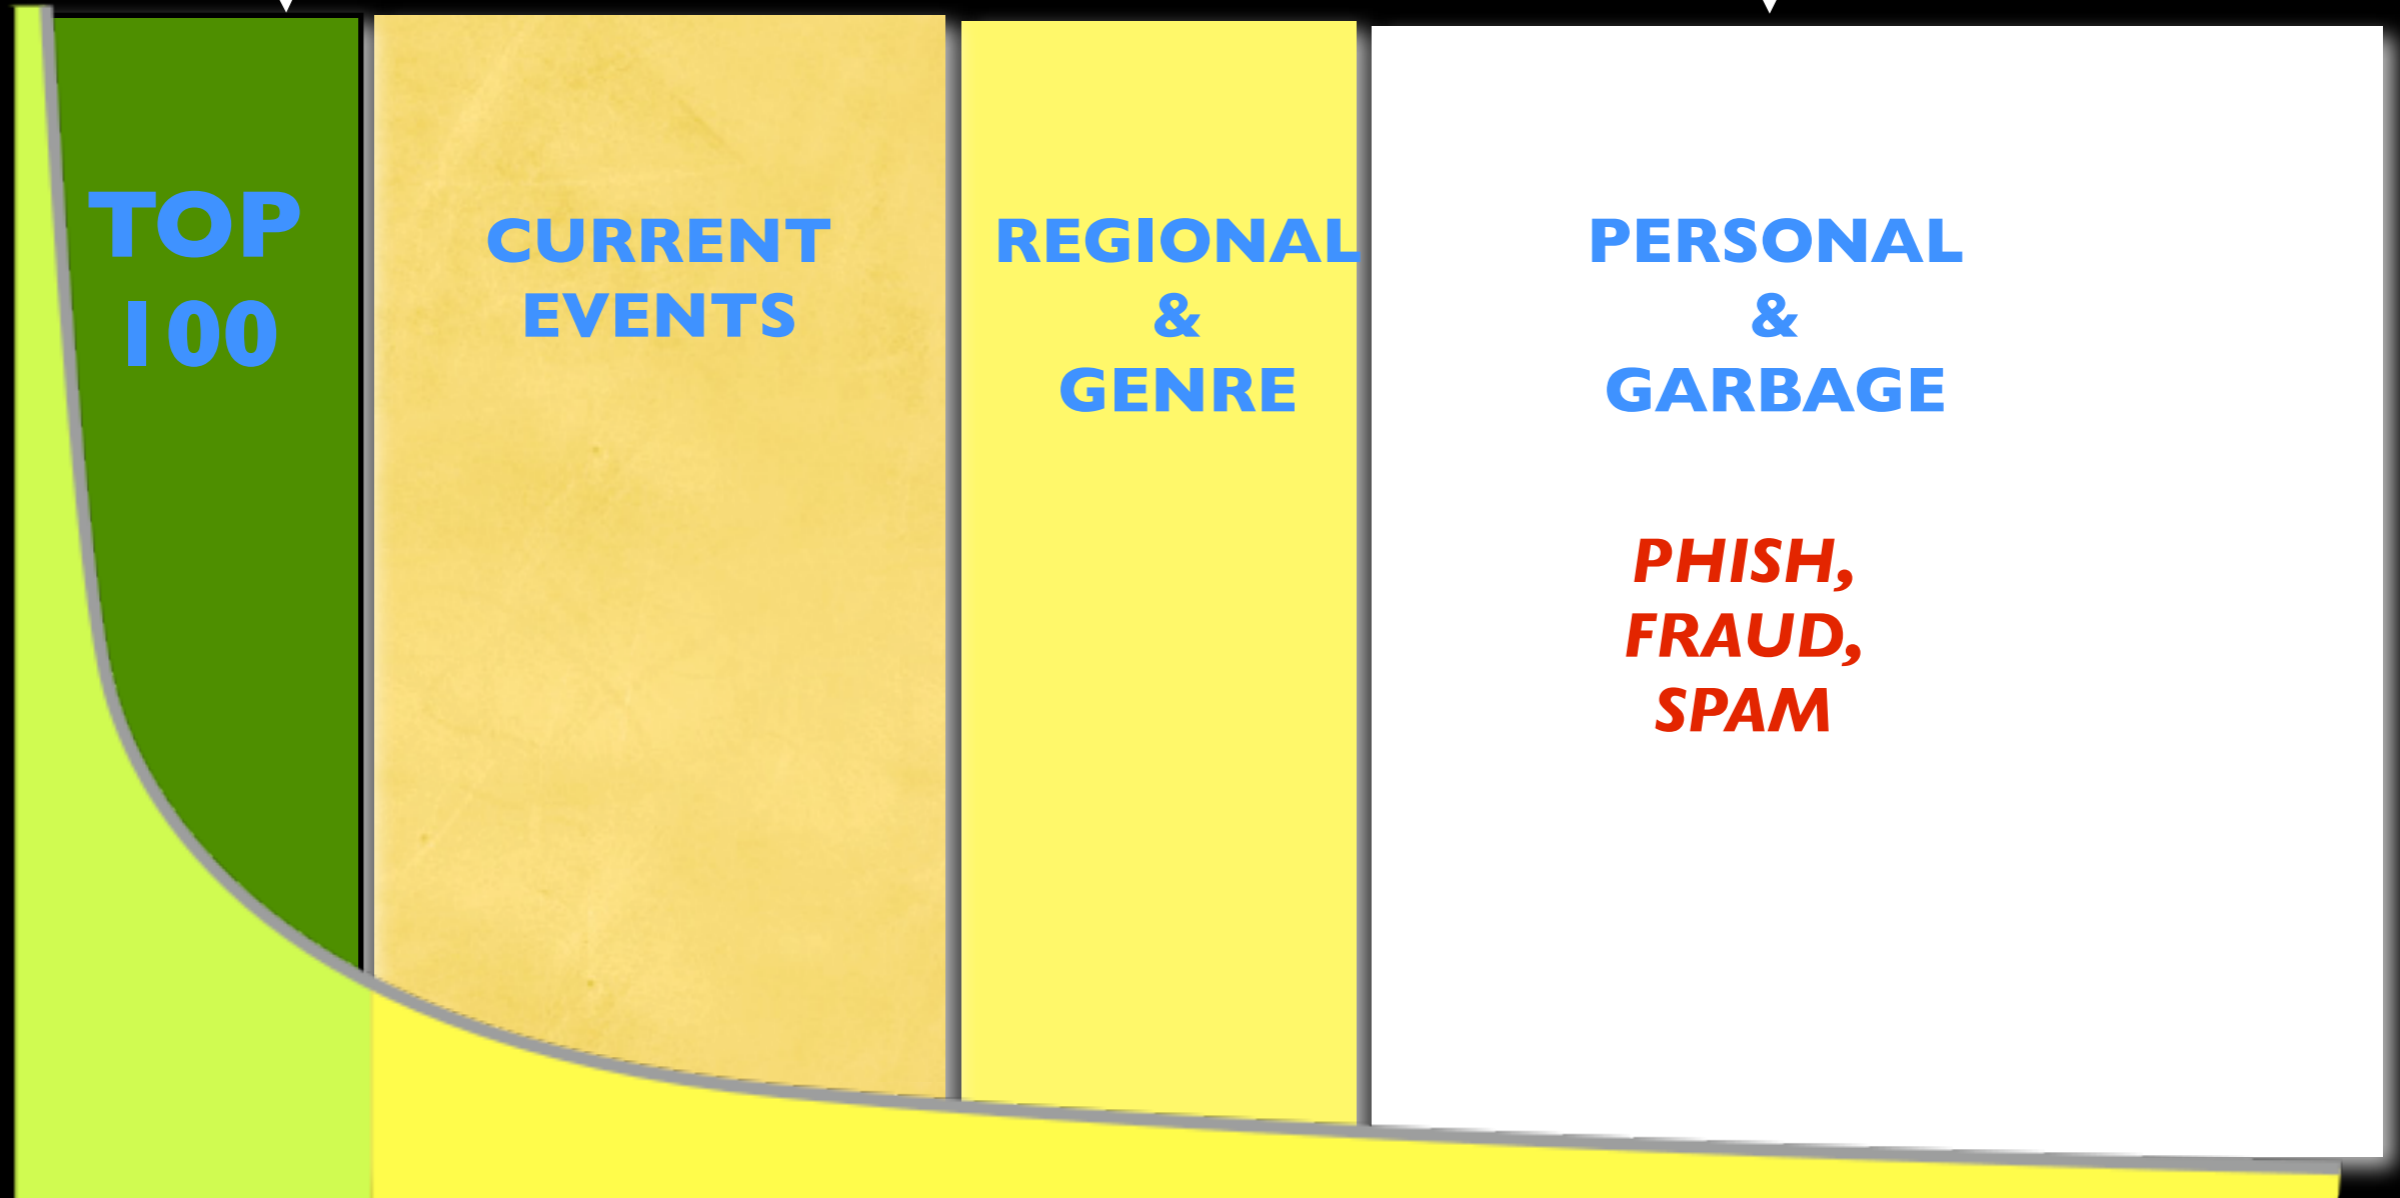 TOP
100
CURRENT
EVENTS
REGIONAL
&
GENRE
PERSONAL
&
GARBAGE
PHISH,
FRAUD,
SPAM